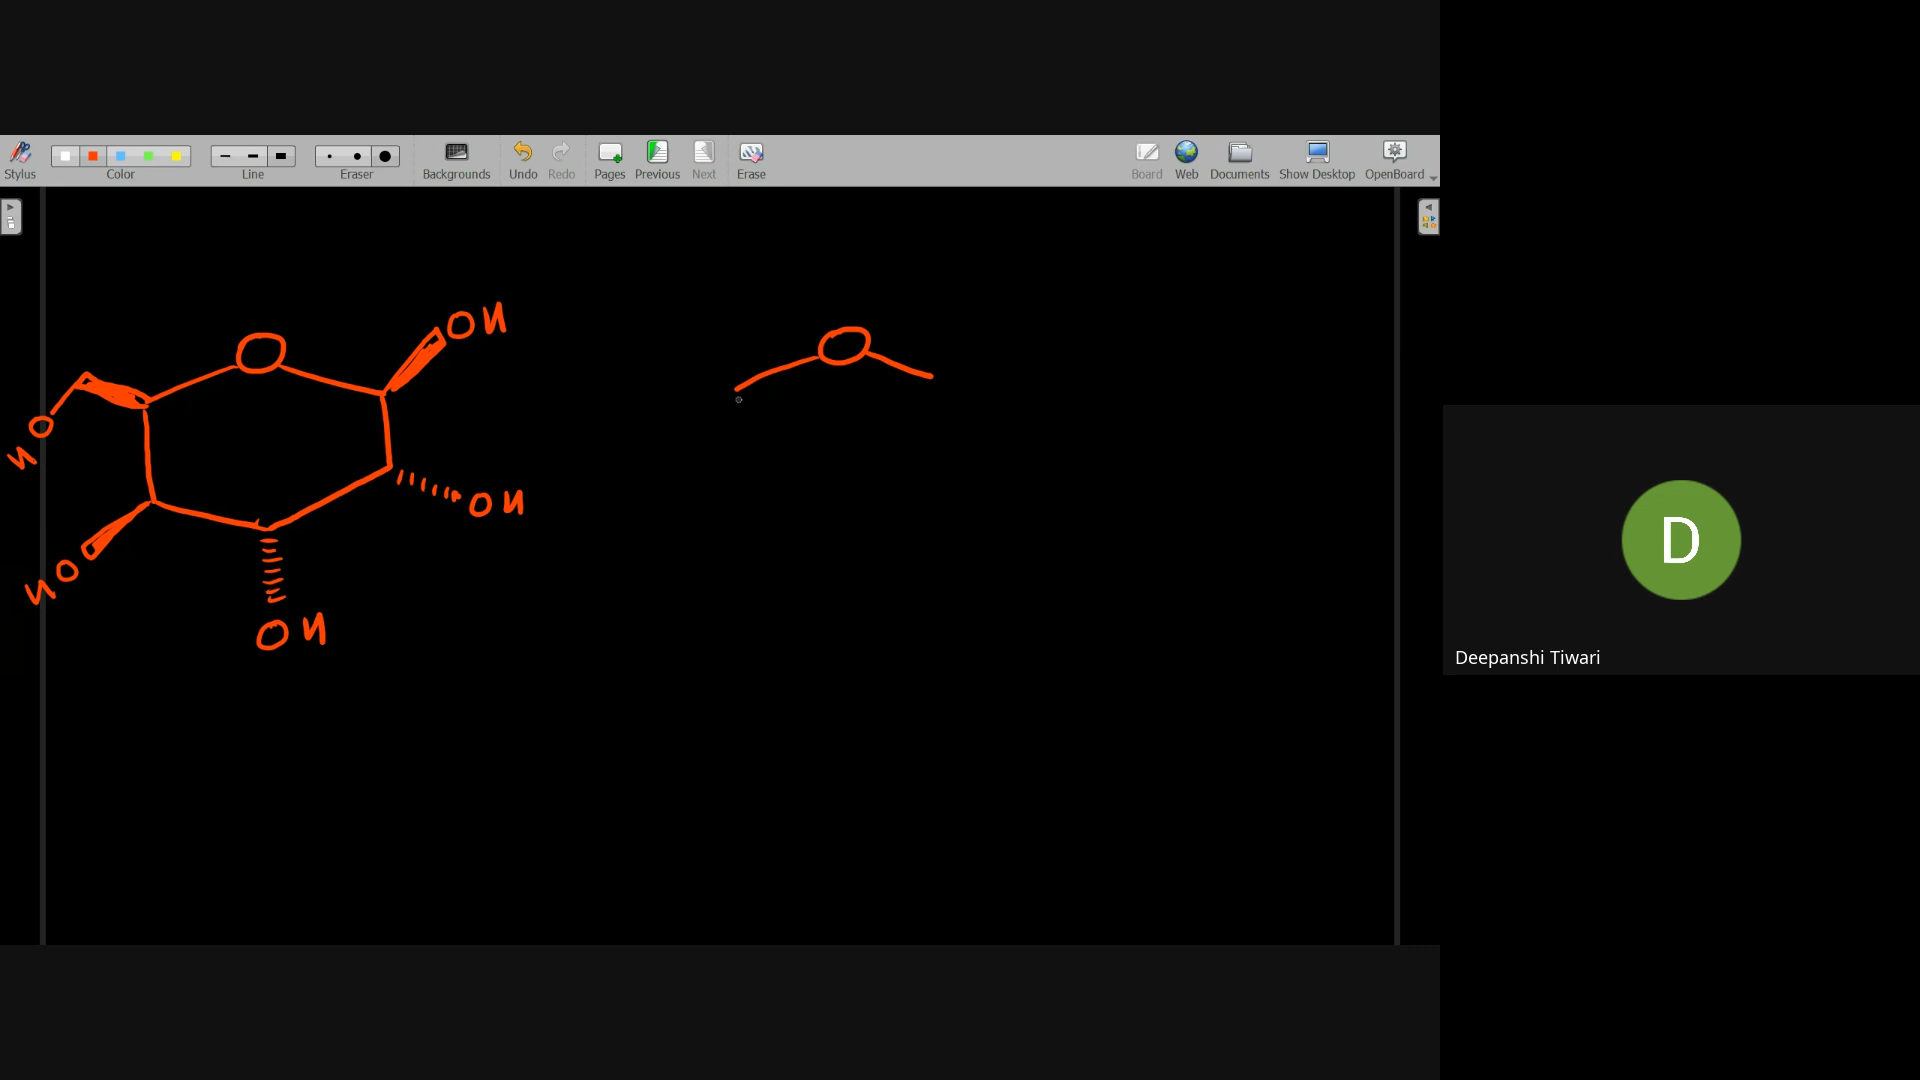 Stylus Color Line Eraser Backgrounds Undo Redo Pages Previous Next Erase Board Web Documents Show Desktop OpenBoard
OH
O
O
HO
OH
HO
OH
D
Deepanshi Tiwari